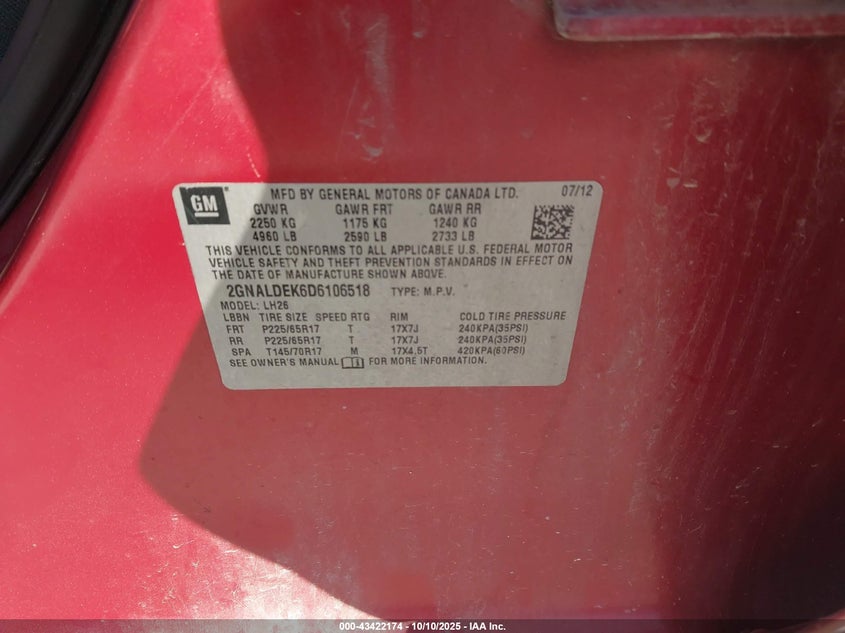 GM
MFD BY GENERAL MOTORS OF CANADA LTD. 07/12
GVWR GAWR FRT GAWR RR
2250 KG 1175 KG 1240 KG
4960 LB 2590 LB 2733 LB
THIS VEHICLE CONFORMS TO ALL APPLICABLE U.S. FEDERAL MOTOR
VEHICLE SAFETY AND THEFT PREVENTION STANDARDS IN EFFECT ON
THE DATE OF MANUFACTURE SHOWN ABOVE.
2GNALDEK6D6106518 TYPE: M.P.V.
MODEL: LH26
LBBN TIRE SIZE SPEED RTG RIM COLD TIRE PRESSURE
FRT P225/65R17 T 17X7J 240KPA(35PSI)
RR P225/65R17 T 17X7J 240KPA(35PSI)
SPA T145/70R17 M 17X4.5T 420KPA(60PSI)
SEE OWNER'S MANUAL FOR MORE INFORMATION.
000-43422174 - 10/10/2025 - IAA Inc.